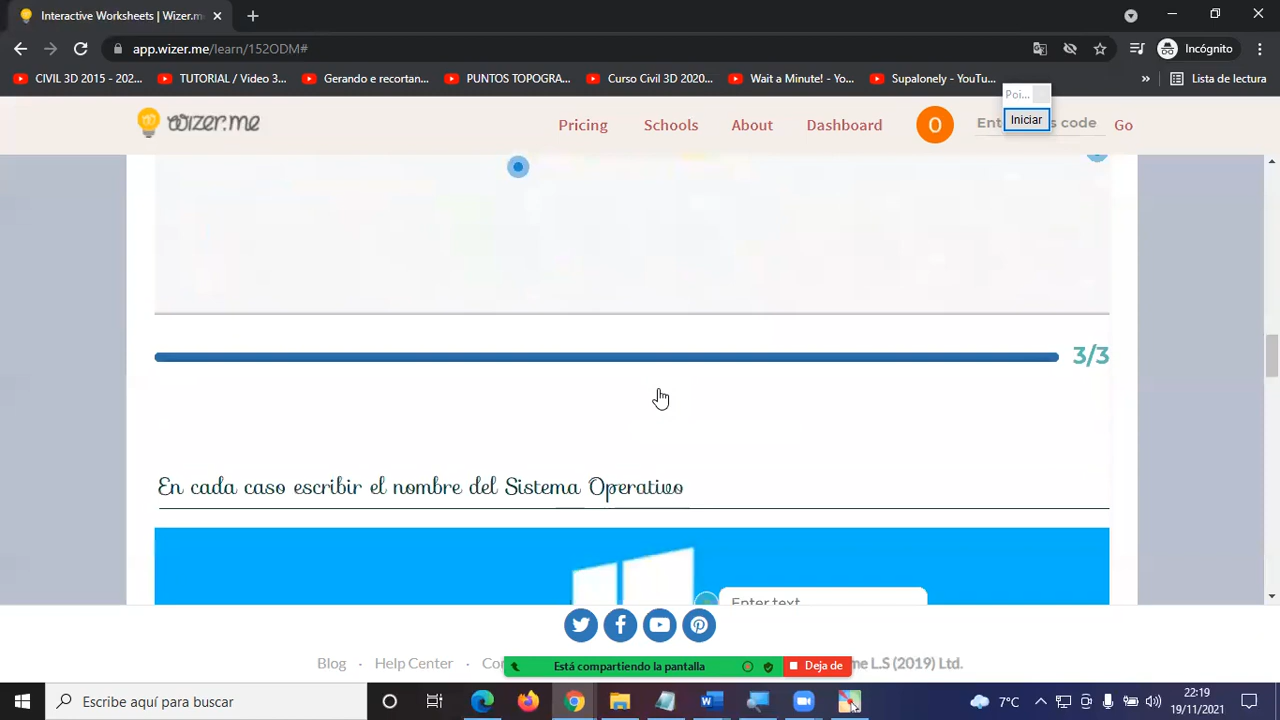 Interactive Worksheets | Wizer.m
app.wizer.me/learn/152ODM#
Incógnito
CIVIL 3D 2015 - 202...
TUTORIAL / Video 3...
Gerando e recortan...
PUNTOS TOPOGRA...
Curso Civil 3D 2020...
Wait a Minute! - Yo...
Supalonely - YouTu...
»
Lista de lectura
Poi...
Iniciar
wizer.me
Pricing
Schools
About
Dashboard
O
code
Go
3/3
En cada caso escribir el nombre del Sistema Operativo
Enter text
Blog · Help Center ·
me L.S (2019) Ltd.
Está compartiendo la pantalla
Deja de
Escribe aquí para buscar
7°C
22:19
19/11/2021